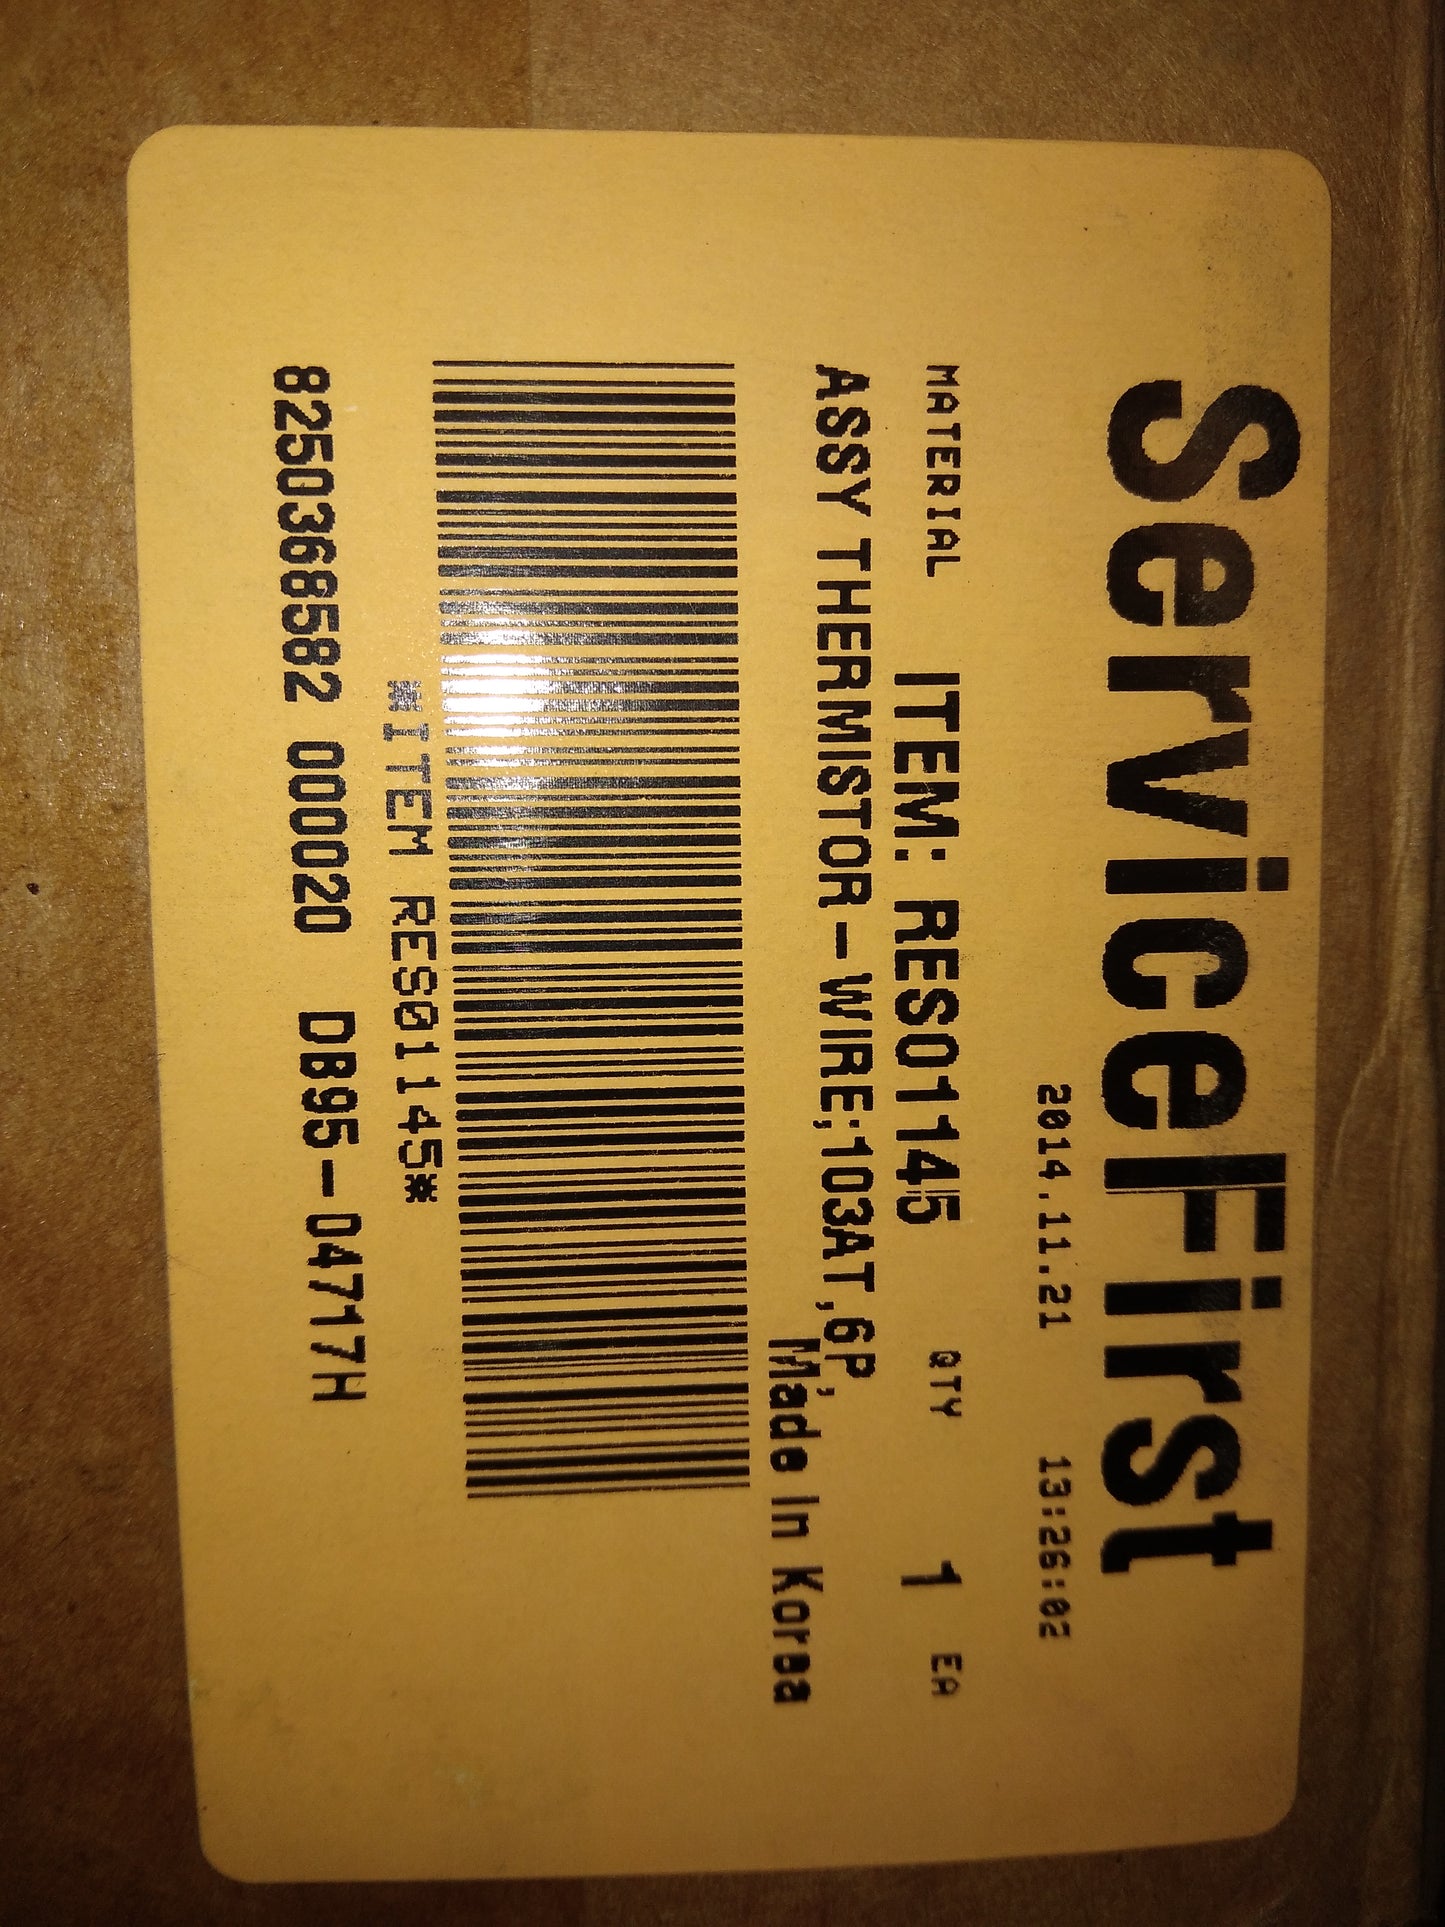 ServiceFirst
2014.11.21 13:26:02
MATERIAL ITEM: RES01145 QTY 1 EA
ASSY THERMISTOR-WIRE;103AT,6P,
Made In Korea
*ITEM RES01145*
8250368582 000020 DB95-04717H